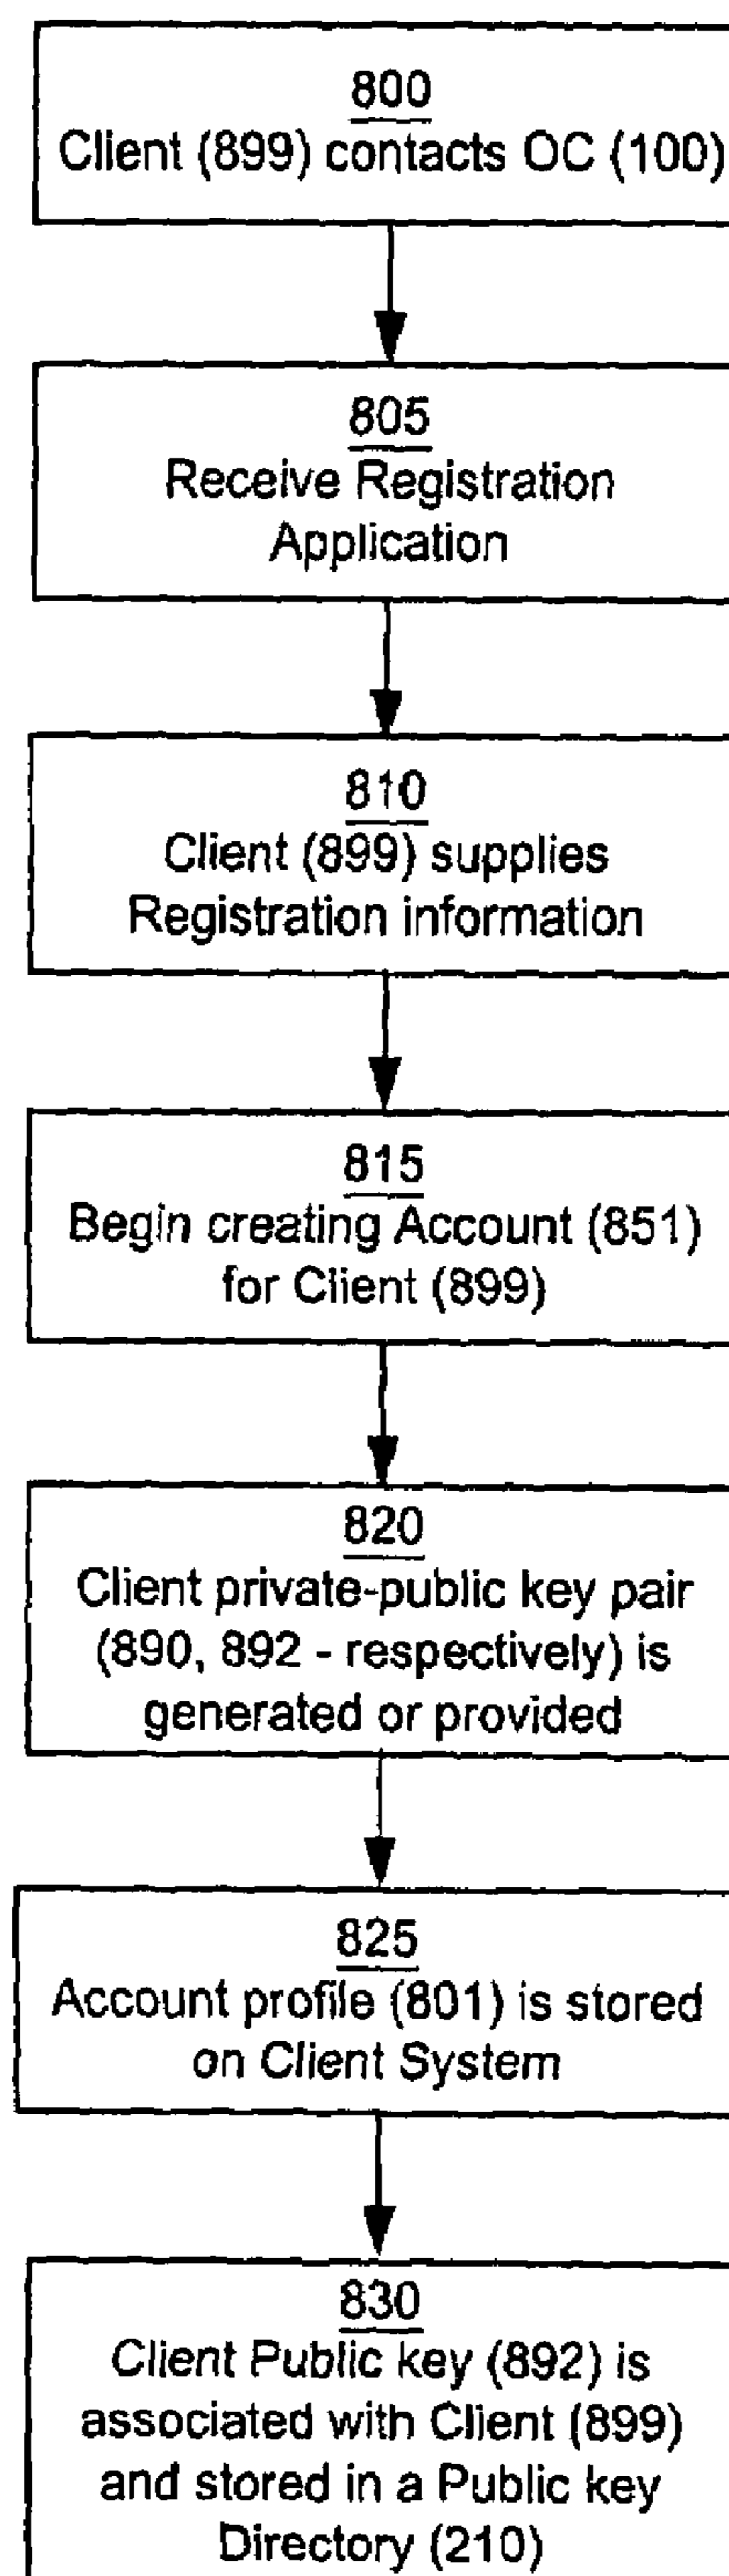 800
Client (899) contacts OC (100)
805
Receive Registration
Application
810
Client (899) supplies
Registration information
815
Begin creating Account (851)
for Client (899)
820
Client private-public key pair
(890, 892 - respectively) is
generated or provided
825
Account profile (801) is stored
on Client System
830
Client Public key (892) is
associated with Client (899)
and stored in a Public key
Directory (210)